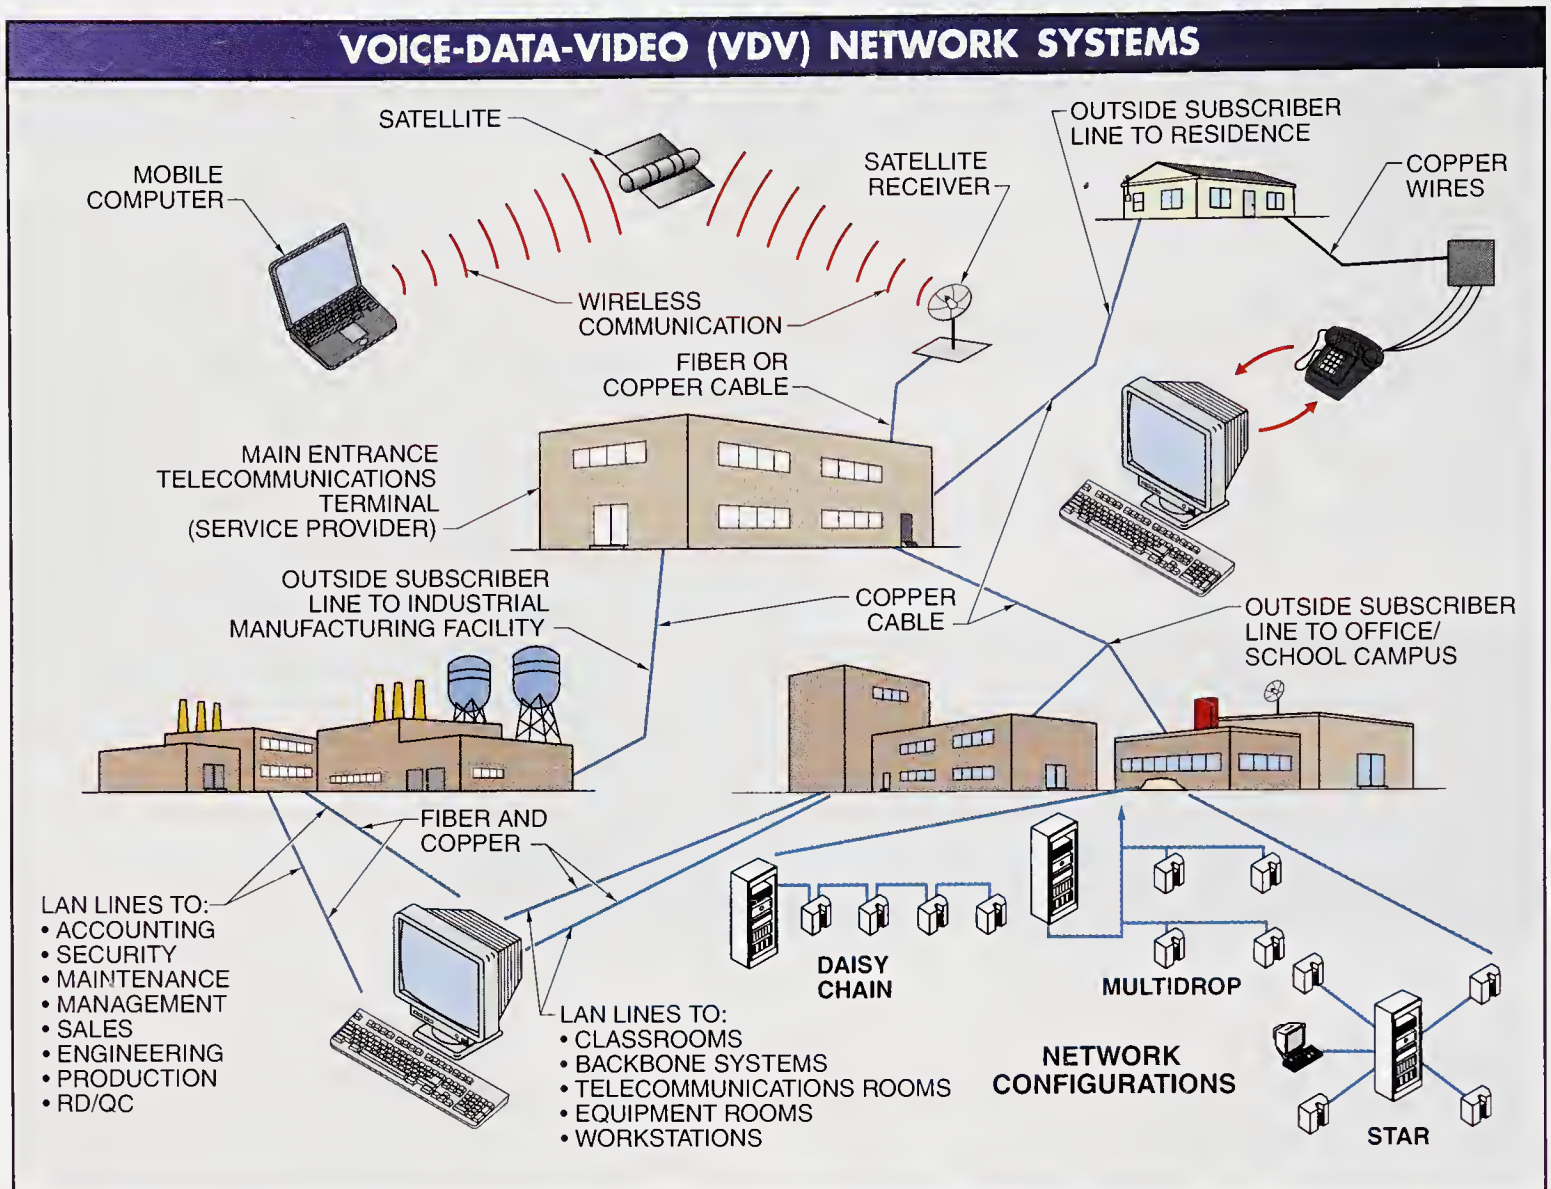 VOICE-DATA-VIDEO (VDV) NETWORK SYSTEMS
SATELLITE
MOBILE
COMPUTER
SATELLITE
RECEIVER
OUTSIDE SUBSCRIBER
LINE TO RESIDENCE
COPPER
WIRES
WIRELESS
COMMUNICATION
FIBER OR
COPPER CABLE
MAIN ENTRANCE
TELECOMMUNICATIONS
TERMINAL
(SERVICE PROVIDER)
OUTSIDE SUBSCRIBER
LINE TO INDUSTRIAL
MANUFACTURING FACILITY
COPPER
CABLE
OUTSIDE SUBSCRIBER
LINE TO OFFICE/
SCHOOL CAMPUS
FIBER AND
COPPER
LAN LINES TO:
• ACCOUNTING
• SECURITY
• MAINTENANCE
• MANAGEMENT
• SALES
• ENGINEERING
• PRODUCTION
• RD/QC
LAN LINES TO:
• CLASSROOMS
• BACKBONE SYSTEMS
• TELECOMMUNICATIONS ROOMS
• EQUIPMENT ROOMS
• WORKSTATIONS
DAISY
CHAIN
MULTIDROP
NETWORK
CONFIGURATIONS
STAR